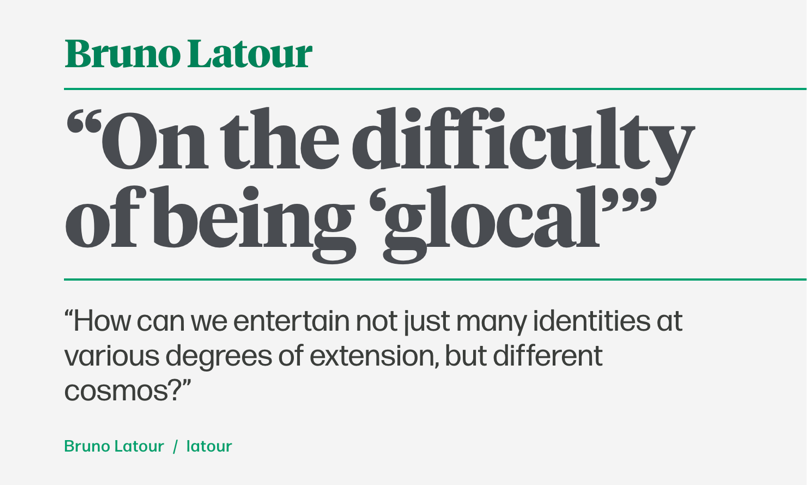 Bruno Latour
“On the difficulty
of being ‘glocal’”
“How can we entertain not just many identities at
various degrees of extension, but different
cosmos?”
Bruno Latour / latour